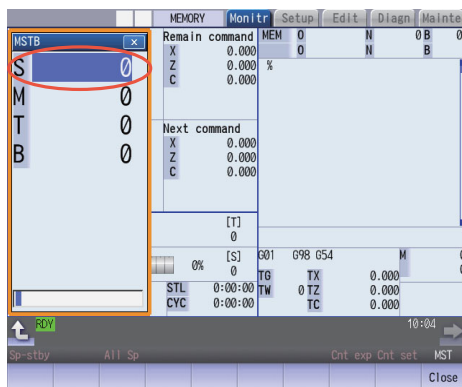 MEMORY Monitr Setup Edit Diagn Mainte
MSTB
S 0
M 0
T 0
B 0
Remain command
X 0.000
Z 0.000
C 0.000
Next command
X 0.000
Z 0.000
C 0.000
[T]
0
0% [S]
0
STL 0:00:00
CYC 0:00:00
MEM O N 0 B 0
O N B
%
G01 G98 G54 M
TG TX 0.000
TW 0 TZ 0.000
TC 0.000
RDY 10:04
Sp-stby All Sp Cnt exp Cnt set MST
Close